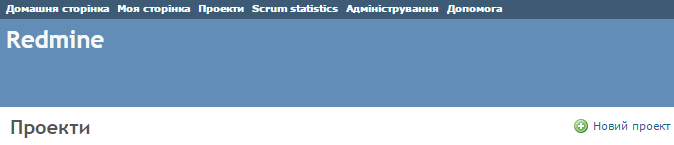 Домашня сторінка Моя сторінка Проекти Scrum statistics Адміністрування Допомога
Redmine
Проекти Новий проект